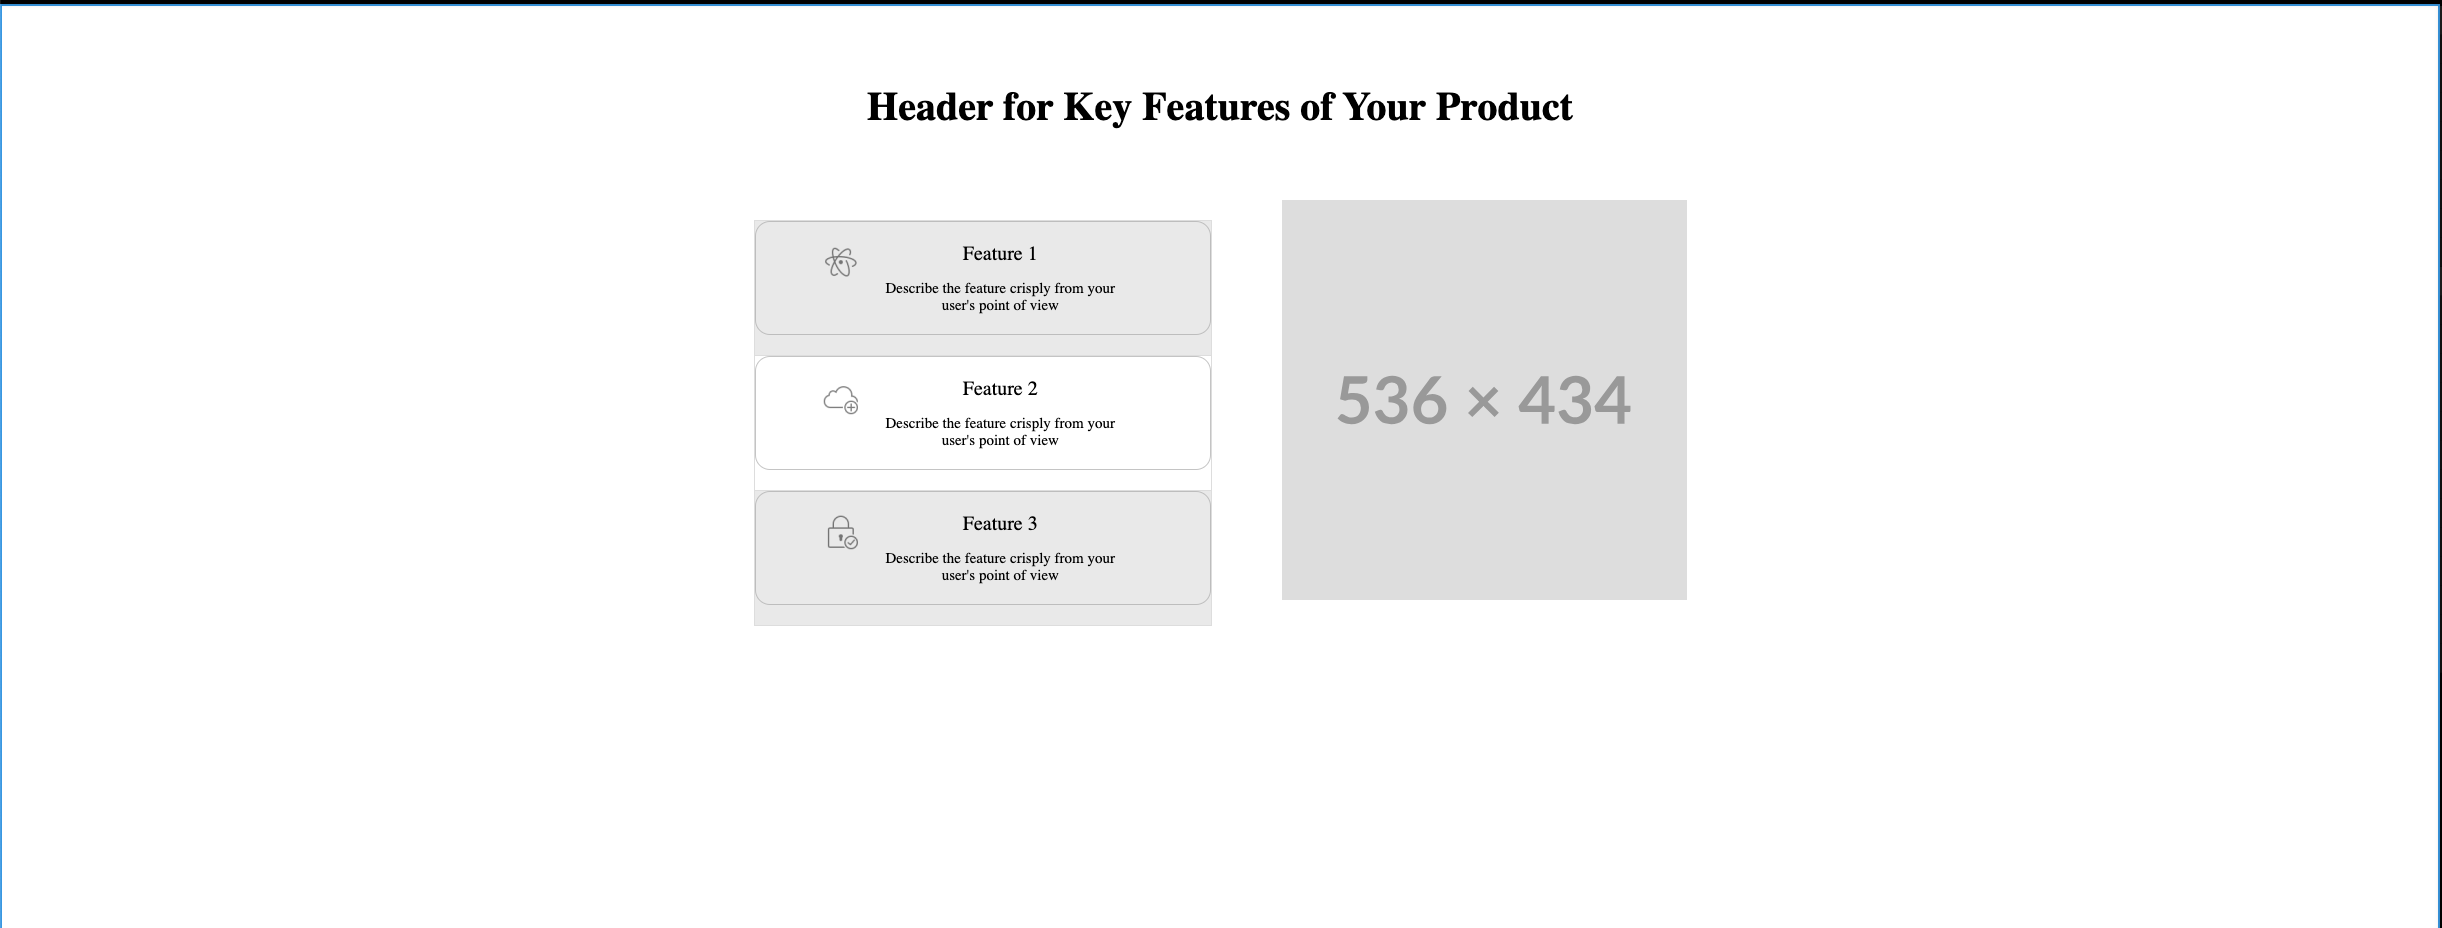 Header for Key Features of Your Product
Feature 1
Describe the feature crisply from your
user's point of view
Feature 2
Describe the feature crisply from your
user's point of view
Feature 3
Describe the feature crisply from your
user's point of view
536 × 434